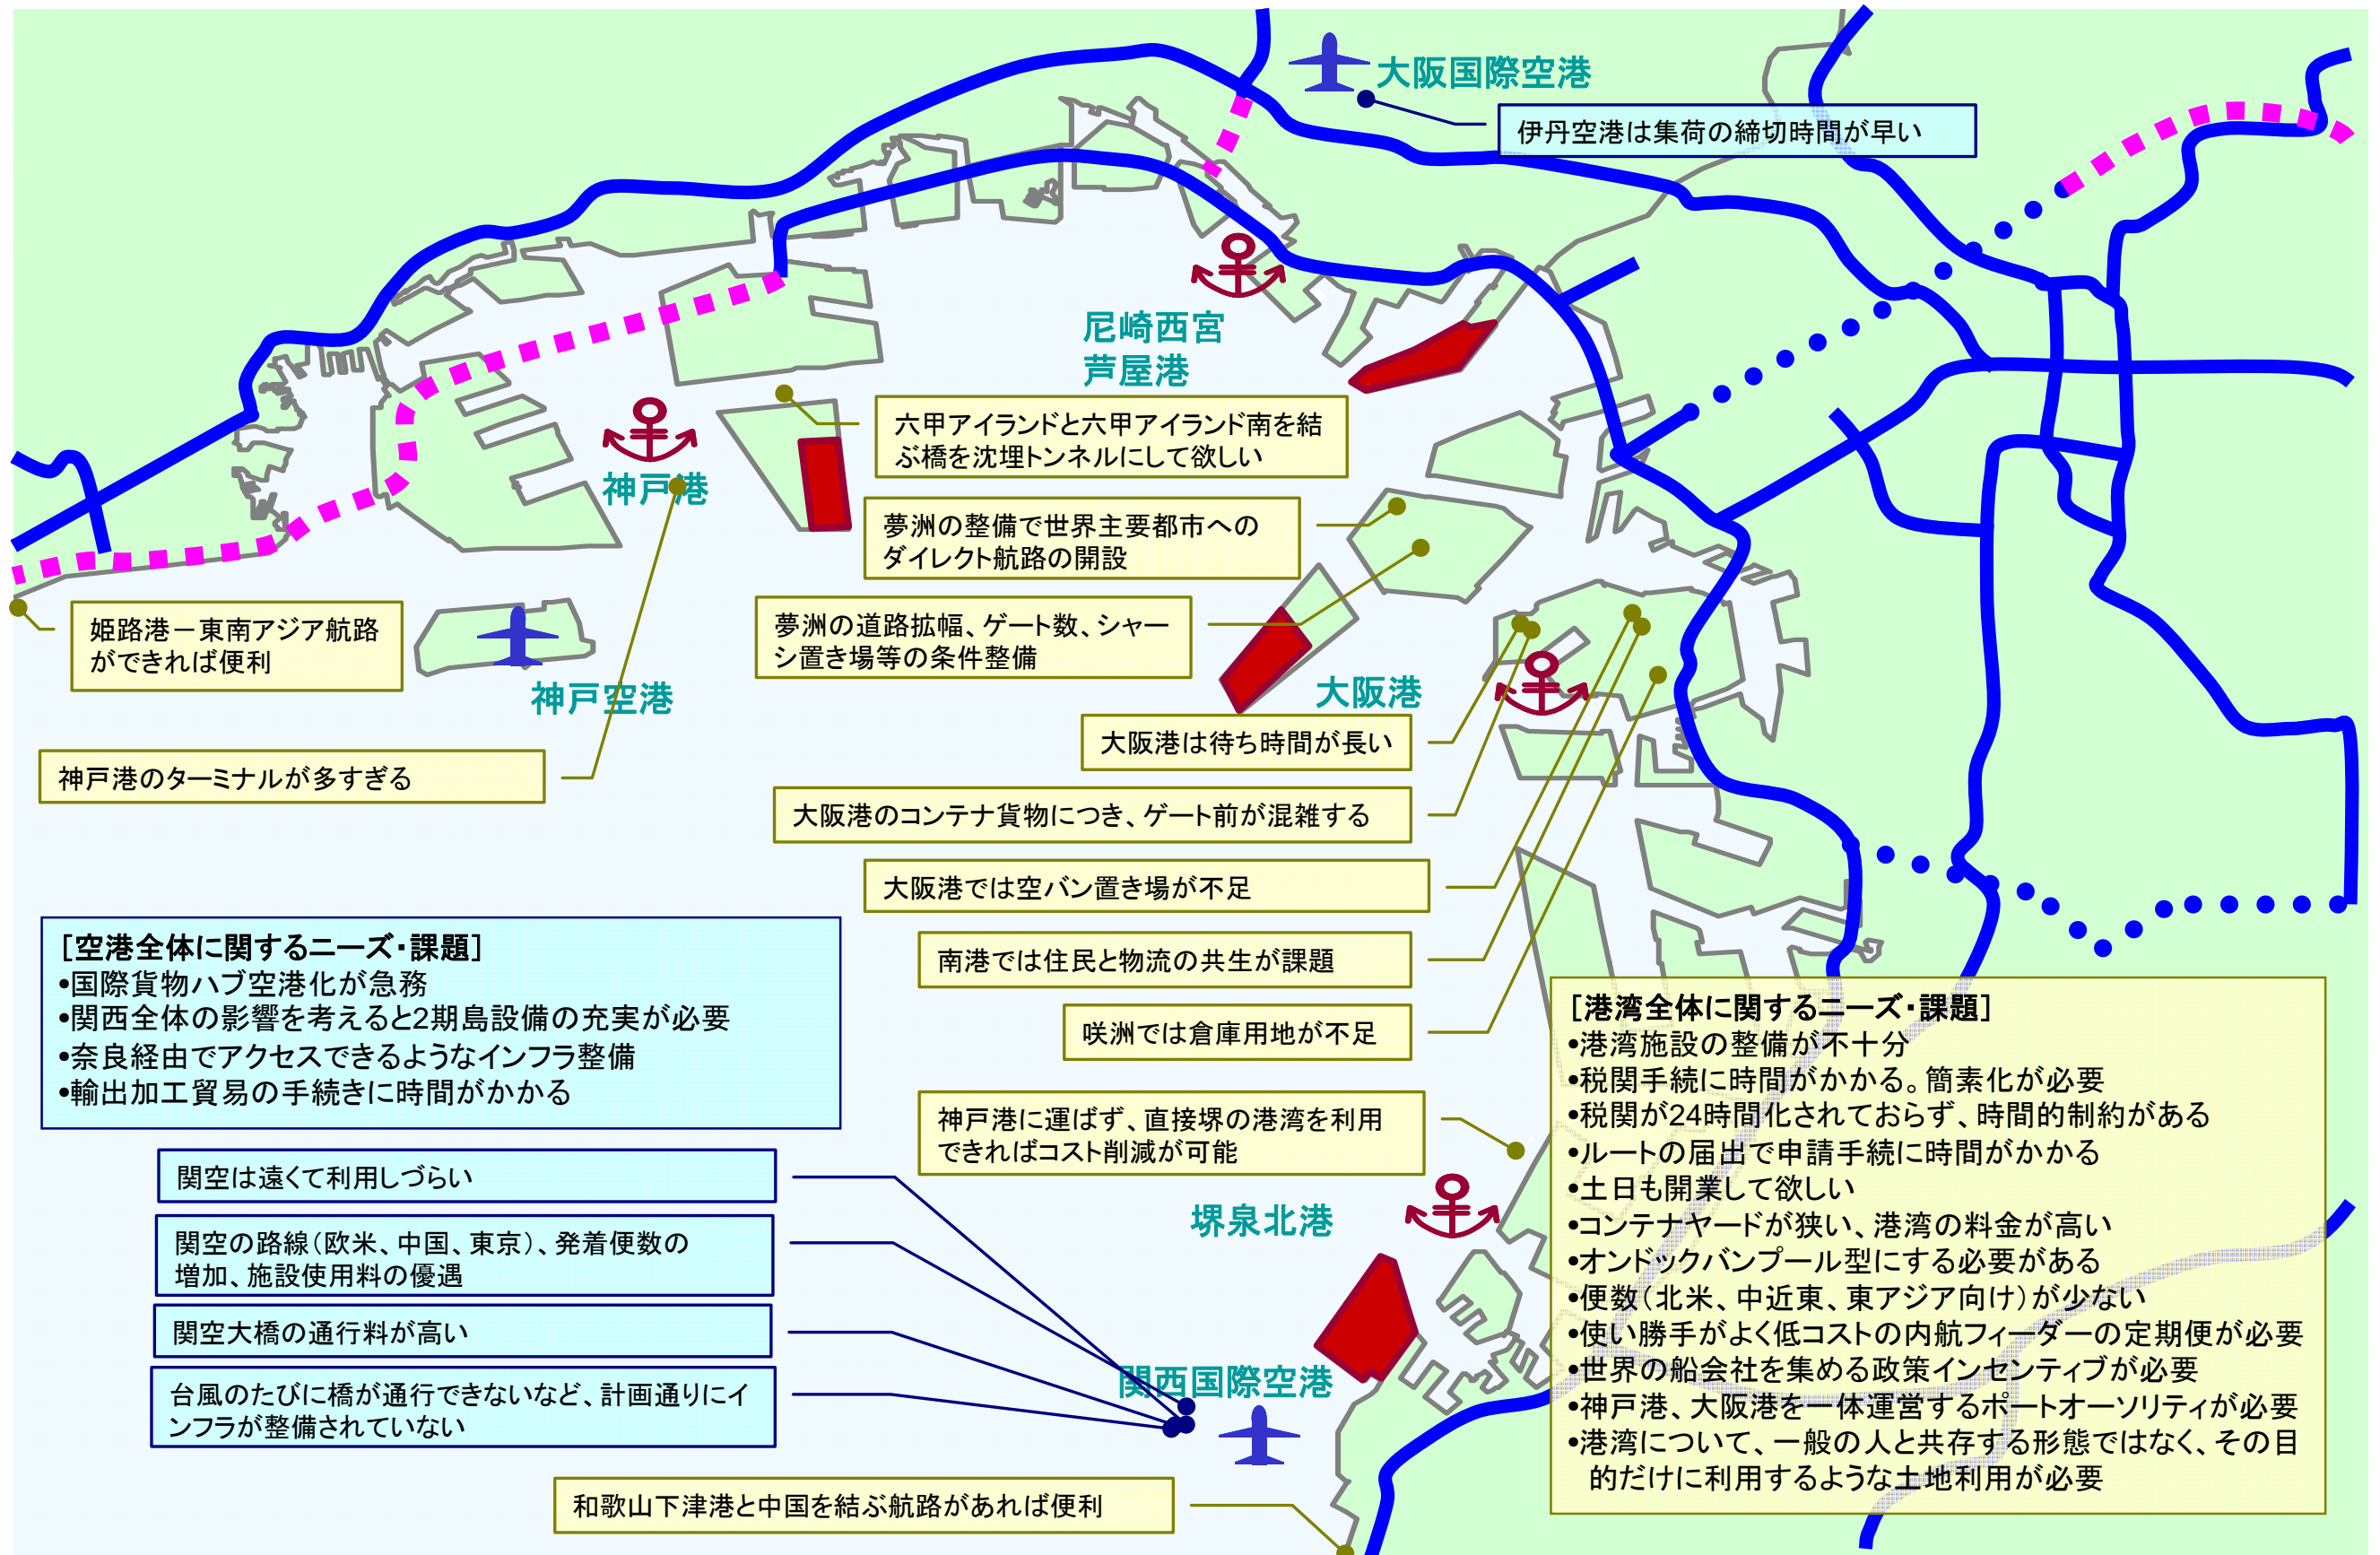 大阪国際空港
伊丹空港は集荷の締切時間が早い
尼崎西宮
芦屋港
六甲アイランドと六甲アイランド南を結
ぶ橋を沈埋トンネルにして欲しい
神戸港
夢洲の整備で世界主要都市への
ダイレクト航路の開設
姫路港－東南アジア航路
ができれば便利
夢洲の道路拡幅、ゲート数、シャー
シ置き場等の条件整備
神戸空港
大阪港
大阪港は待ち時間が長い
神戸港のターミナルが多すぎる
大阪港のコンテナ貨物につき、ゲート前が混雑する
大阪港では空バン置き場が不足
南港では住民と物流の共生が課題
咲洲では倉庫用地が不足
［空港全体に関するニーズ・課題］
•国際貨物ハブ空港化が急務
•関西全体の影響を考えると2期島設備の充実が必要
•奈良経由でアクセスできるようなインフラ整備
•輸出加工貿易の手続きに時間がかかる
神戸港に運ばず、直接堺の港湾を利用
できればコスト削減が可能
関空は遠くて利用しづらい
堺泉北港
関空の路線（欧米、中国、東京）、発着便数の
増加、施設使用料の優遇
関空大橋の通行料が高い
関西国際空港
台風のたびに橋が通行できないなど、計画通りにイ
ンフラが整備されていない
和歌山下津港と中国を結ぶ航路があれば便利
［港湾全体に関するニーズ・課題］
•港湾施設の整備が不十分
•税関手続に時間がかかる。簡素化が必要
•税関が24時間化されておらず、時間的制約がある
•ルートの届出で申請手続に時間がかかる
•土日も開業して欲しい
•コンテナヤードが狭い、港湾の料金が高い
•オンドックバンプール型にする必要がある
•便数（北米、中近東、東アジア向け）が少ない
•使い勝手がよく低コストの内航フィーダーの定期便が必要
•世界の船会社を集める政策インセンティブが必要
•神戸港、大阪港を一体運営するポートオーソリティが必要
•港湾について、一般の人と共存する形態ではなく、その目
的だけに利用するような土地利用が必要